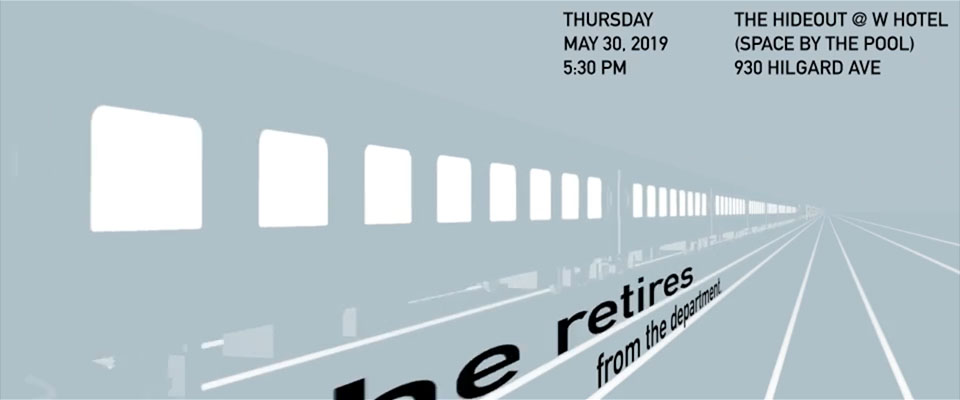 THURSDAY
MAY 30, 2019
5:30 PM
THE HIDEOUT @ W HOTEL
(SPACE BY THE POOL)
930 HILGARD AVE
he retires
from the department.